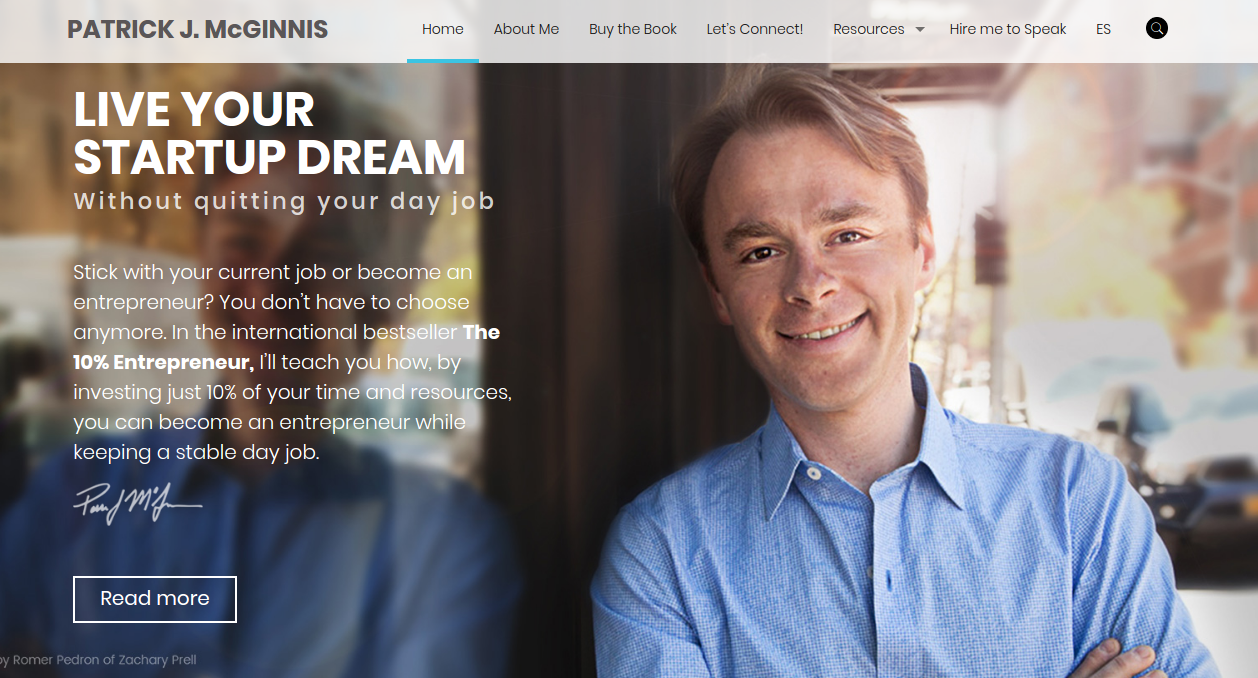 PATRICK J. McGINNIS
Home About Me Buy the Book Let's Connect! Resources Hire me to Speak ES
LIVE YOUR
STARTUP DREAM
Without quitting your day job
Stick with your current job or become an
entrepreneur? You don't have to choose
anymore. In the international bestseller The
10% Entrepreneur, I'll teach you how, by
investing just 10% of your time and resources,
you can become an entrepreneur while
keeping a stable day job.
Read more
by Romer Pedron of Zachary Prell